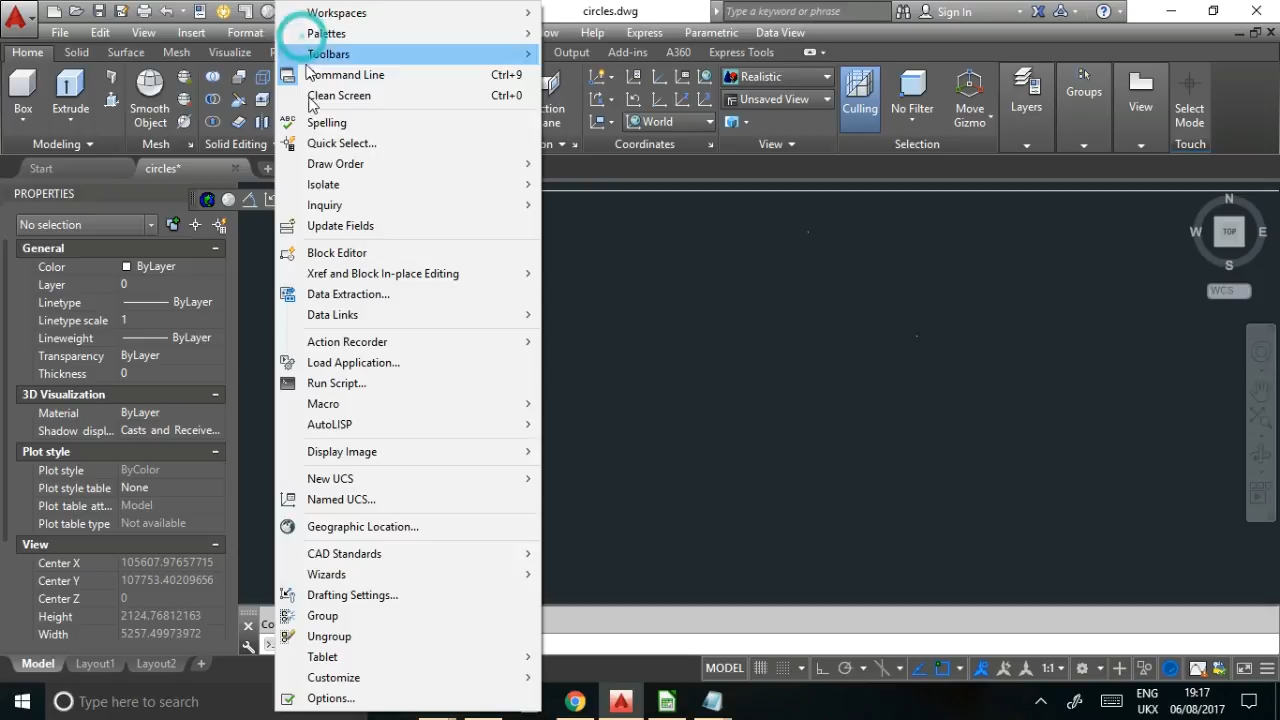 circles.dwg
Type a keyword or phrase
Sign In
File
Edit
View
Insert
Format
Express
Parametric
Data View
Home
Solid
Surface
Mesh
Visualize
Output
Add-ins
A360
Express Tools
Box
Extrude
Smooth
Object
Modeling
Mesh
Solid Editing
World
Coordinates
Realistic
Unsaved View
View
Culling
No Filter
Move
Gizmo
Selection
Layers
Groups
View
Select
Mode
Touch
Start
circles*
PROPERTIES
No selection
General
Color ByLayer
Layer 0
Linetype ByLayer
Linetype scale 1
Lineweight ByLayer
Transparency ByLayer
Thickness 0
3D Visualization
Material ByLayer
Shadow displ... Casts and Receive...
Plot style
Plot style ByColor
Plot style table None
Plot table att... Model
Plot table type Not available
View
Center X 105607.97657715
Center Y 107753.40209656
Center Z 0
Height 2124.76812163
Width 5257.49973972
Workspaces
Palettes
Toolbars
Command Line Ctrl+9
Clean Screen Ctrl+0
ABC
Spelling
Quick Select...
Draw Order
Isolate
Inquiry
Update Fields
Block Editor
Xref and Block In-place Editing
Data Extraction...
Data Links
Action Recorder
Load Application...
Run Script...
Macro
AutoLISP
Display Image
New UCS
Named UCS...
Geographic Location...
CAD Standards
Wizards
Drafting Settings...
Group
Ungroup
Tablet
Customize
Options...
N
W
TOP
E
S
WCS
Model
Layout1
Layout2
MODEL
1:1
Type here to search
ENG
UKX
19:17
06/08/2017